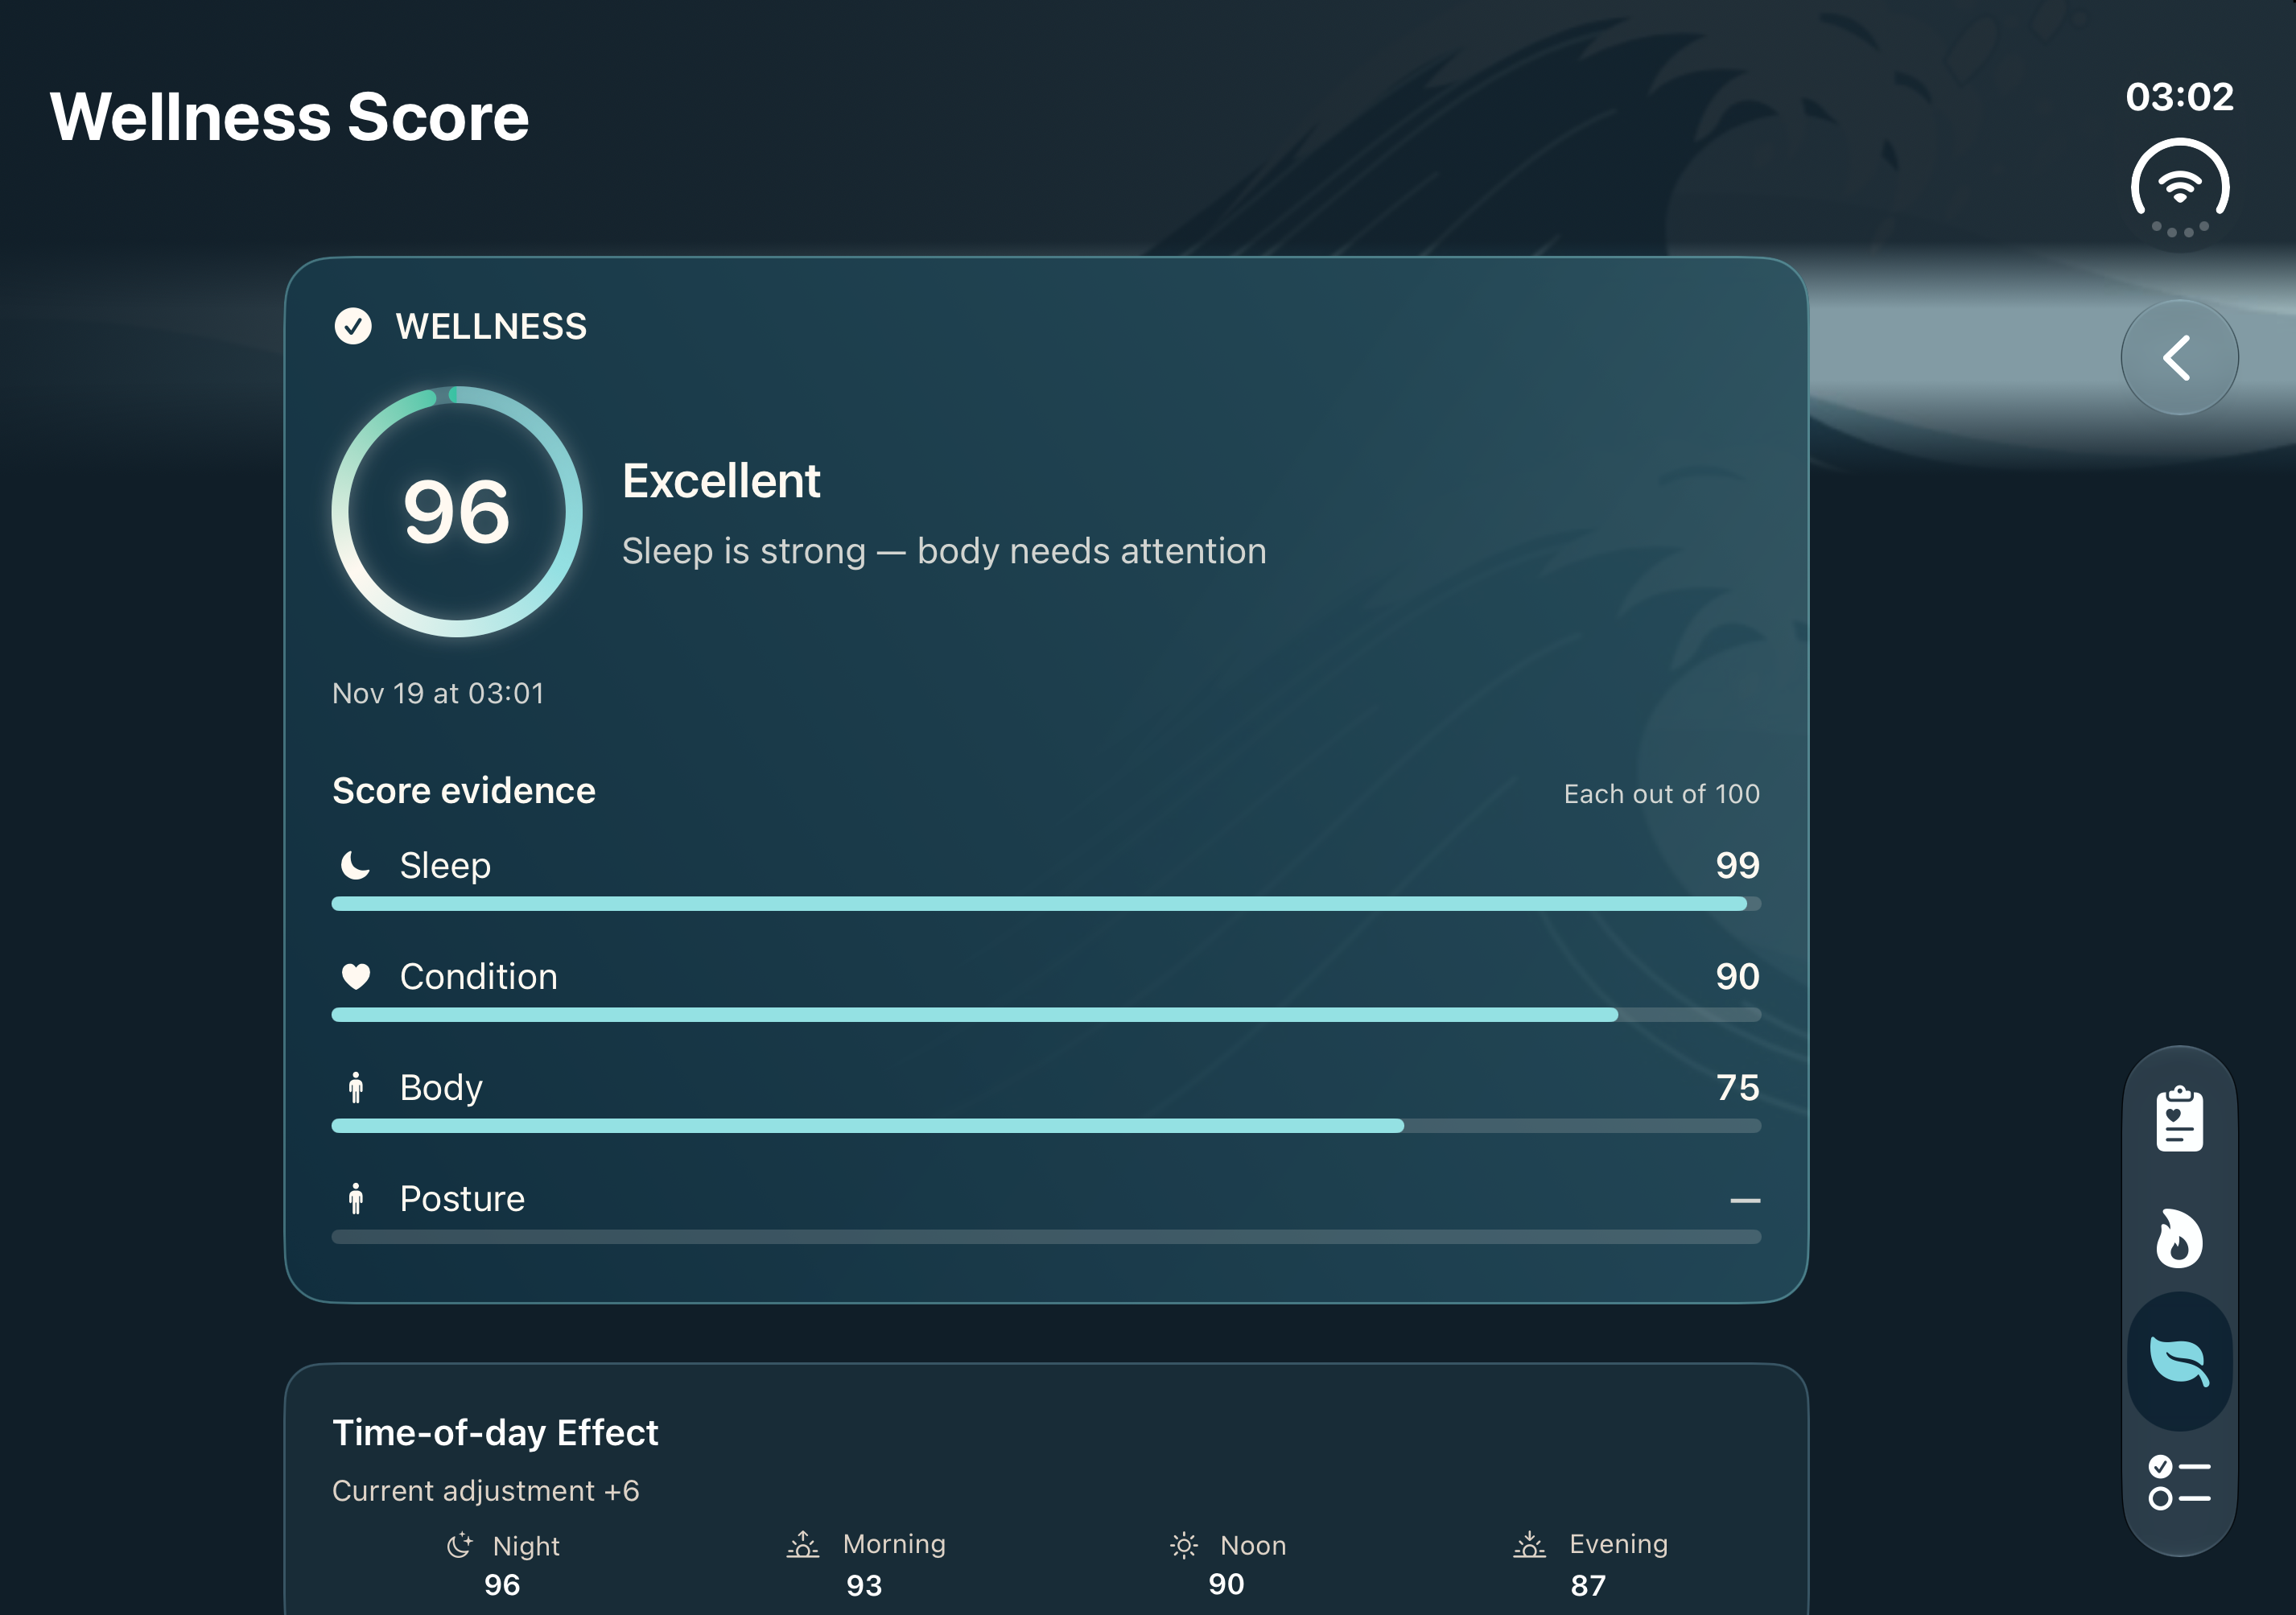 Wellness Score
03:02
WELLNESS
96
Excellent
Sleep is strong — body needs attention
Nov 19 at 03:01
Score evidence
Each out of 100
Sleep
99
Condition
90
Body
75
Posture
—
Time-of-day Effect
Current adjustment +6
Night
96
Morning
93
Noon
90
Evening
87